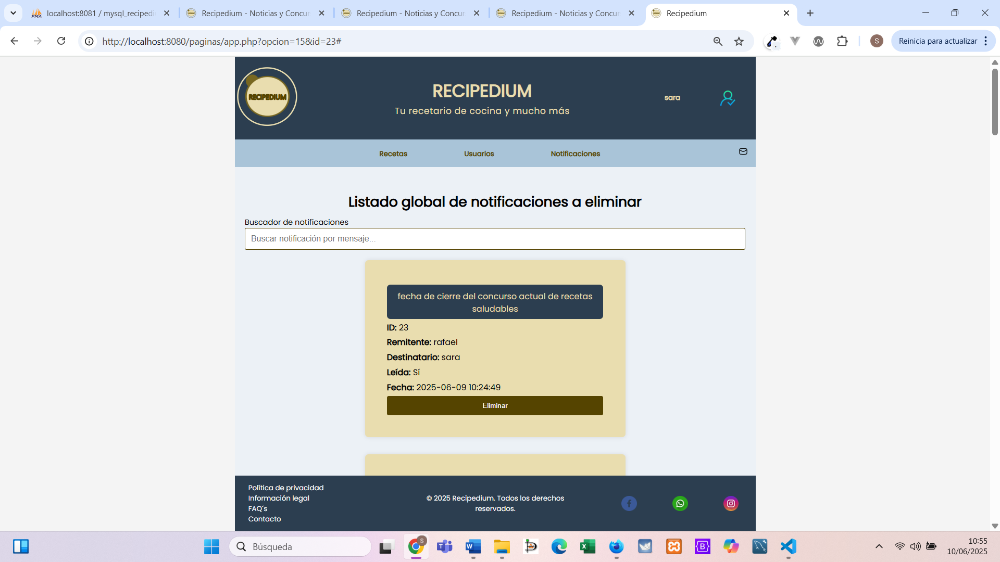 localhost:8081 / mysql_recipedi
Recipedium - Noticias y Concur
Recipedium - Noticias y Concur
Recipedium - Noticias y Concur
Recipedium
http://localhost:8080/paginas/app.php?opcion=15&id=23#
S
Reinicia para actualizar
RECIPEDIUM
RECIPEDIUM
Tu recetario de cocina y mucho más
sara
Recetas
Usuarios
Notificaciones
Listado global de notificaciones a eliminar
Buscador de notificaciones
Buscar notificación por mensaje...
fecha de cierre del concurso actual de recetas
saludables
ID: 23
Remitente: rafael
Destinatario: sara
Leída: Sí
Fecha: 2025-06-09 10:24:49
Eliminar
Política de privacidad
Información legal
FAQ´s
Contacto
© 2025 Recipedium. Todos los derechos
reservados.
Búsqueda
10:55
10/06/2025